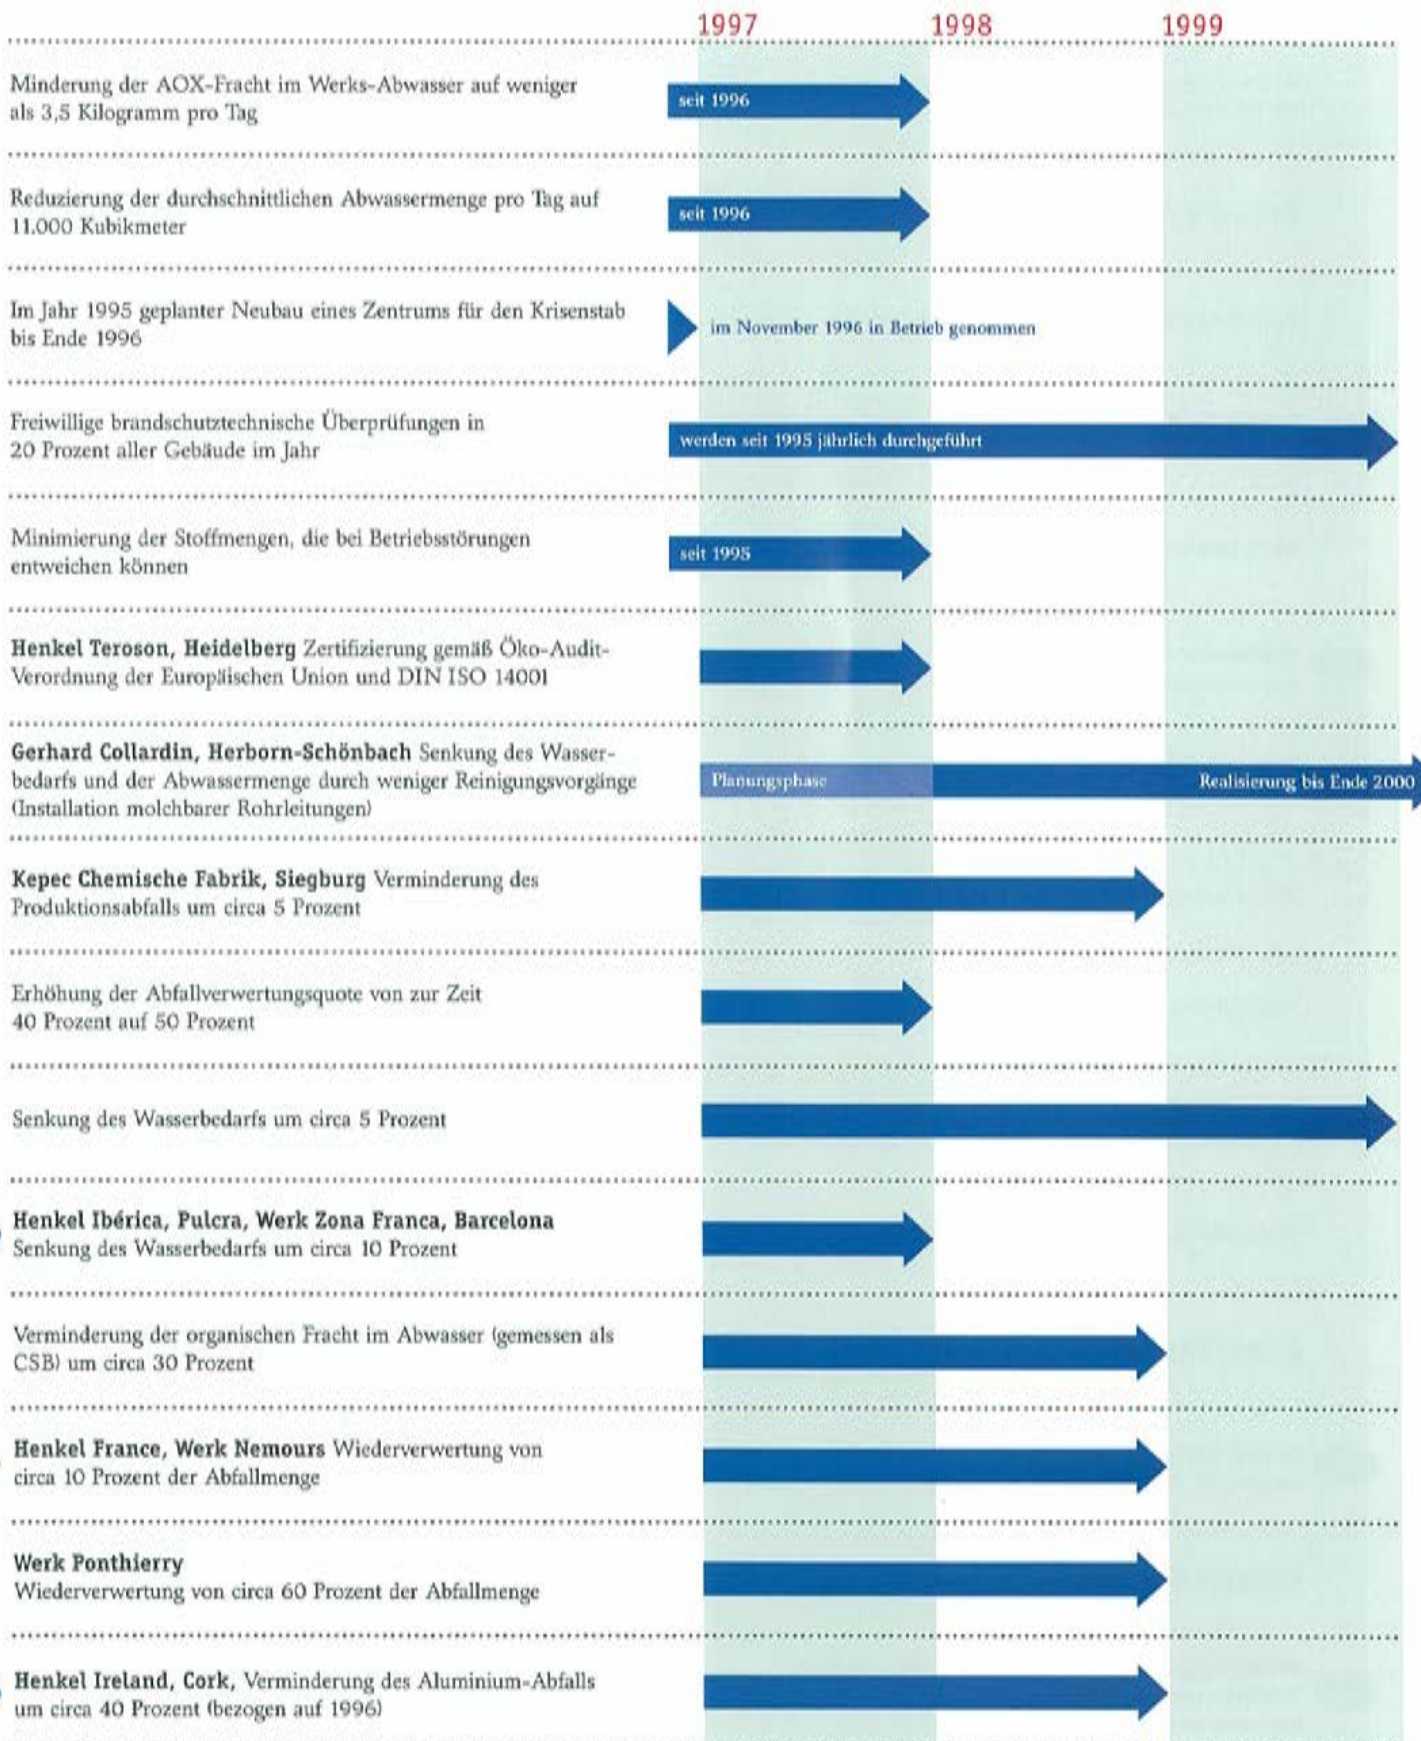 1997 1998 1999
Minderung der AOX-Fracht im Werks-Abwasser auf weniger
als 3,5 Kilogramm pro Tag
seit 1996
Reduzierung der durchschnittlichen Abwassermenge pro Tag auf
11.000 Kubikmeter
seit 1996
Im Jahr 1995 geplanter Neubau eines Zentrums für den Krisenstab
bis Ende 1996
im November 1996 in Betrieb genommen
Freiwillige brandschutztechnische Überprüfungen in
20 Prozent aller Gebäude im Jahr
werden seit 1995 jährlich durchgeführt
Minimierung der Stoffmengen, die bei Betriebsstörungen
entweichen können
seit 1995
Henkel Teroson, Heidelberg Zertifizierung gemäß Öko-Audit-
Verordnung der Europäischen Union und DIN ISO 14001
Gerhard Collardin, Herborn-Schönbach Senkung des Wasser-
bedarfs und der Abwassermenge durch weniger Reinigungsvorgänge
(Installation molchbarer Rohrleitungen)
Planungsphase
Realisierung bis Ende 2000
Kepec Chemische Fabrik, Siegburg Verminderung des
Produktionsabfalls um circa 5 Prozent
Erhöhung der Abfallverwertungsquote von zur Zeit
40 Prozent auf 50 Prozent
Senkung des Wasserbedarfs um circa 5 Prozent
Henkel Ibérica, Pulcra, Werk Zona Franca, Barcelona
Senkung des Wasserbedarfs um circa 10 Prozent
Verminderung der organischen Fracht im Abwasser (gemessen als
CSB) um circa 30 Prozent
Henkel France, Werk Nemours Wiederverwertung von
circa 10 Prozent der Abfallmenge
Werk Ponthierry
Wiederverwertung von circa 60 Prozent der Abfallmenge
Henkel Ireland, Cork, Verminderung des Aluminium-Abfalls
um circa 40 Prozent (bezogen auf 1996)